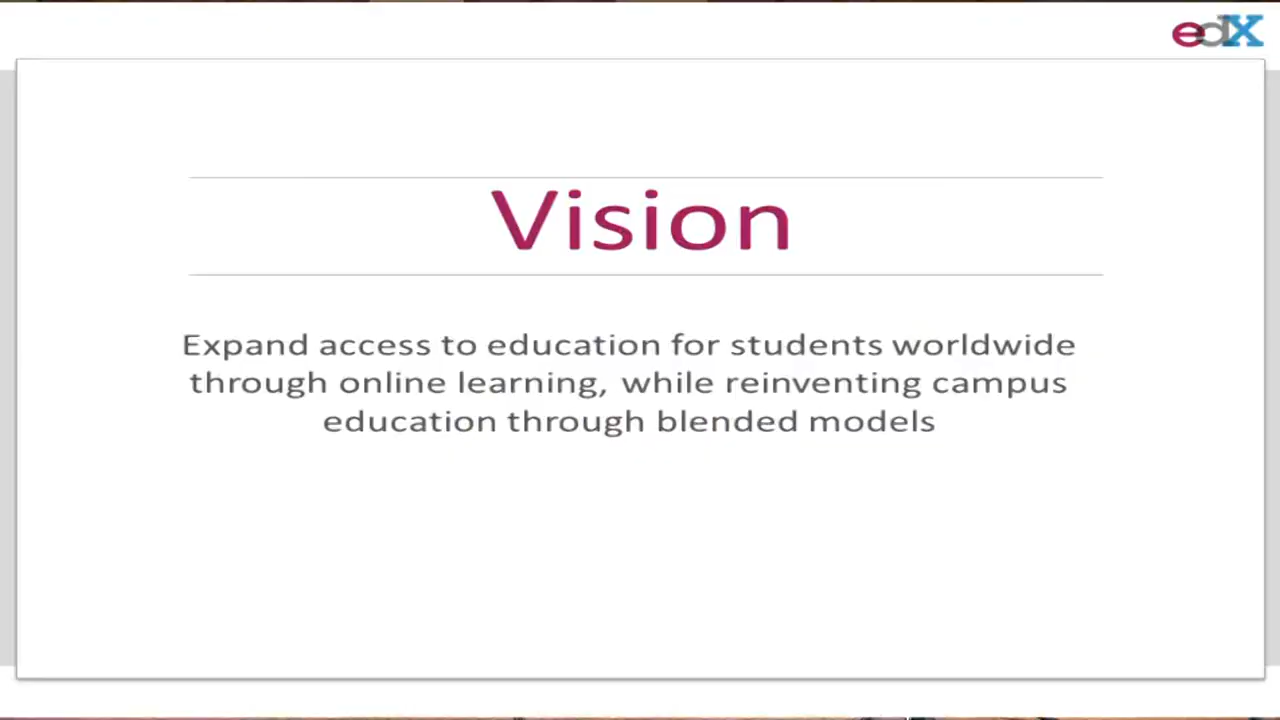 edX
Vision
Expand access to education for students worldwide
through online learning, while reinventing campus
education through blended models